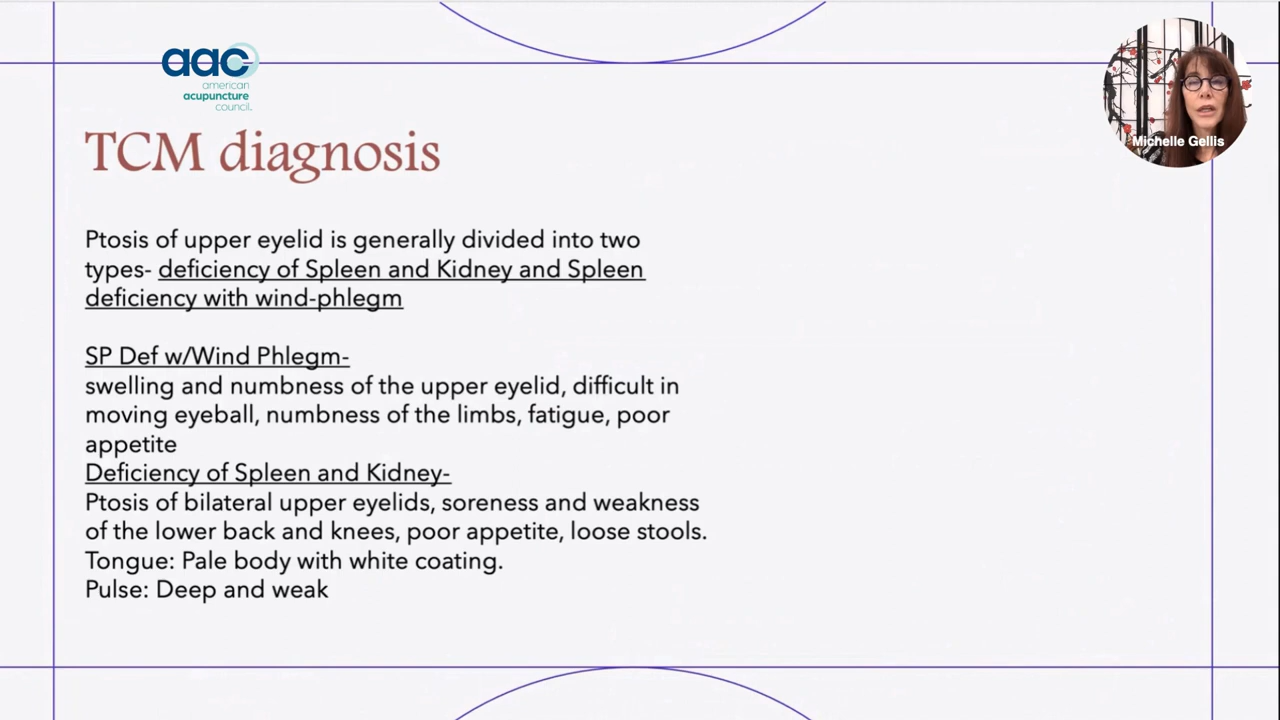 aac
american
acupuncture
council.
Michelle Gellis
TCM diagnosis
Ptosis of upper eyelid is generally divided into two
types- deficiency of Spleen and Kidney and Spleen
deficiency with wind-phlegm
SP Def w/Wind Phlegm-
swelling and numbness of the upper eyelid, difficult in
moving eyeball, numbness of the limbs, fatigue, poor
appetite
Deficiency of Spleen and Kidney-
Ptosis of bilateral upper eyelids, soreness and weakness
of the lower back and knees, poor appetite, loose stools.
Tongue: Pale body with white coating.
Pulse: Deep and weak